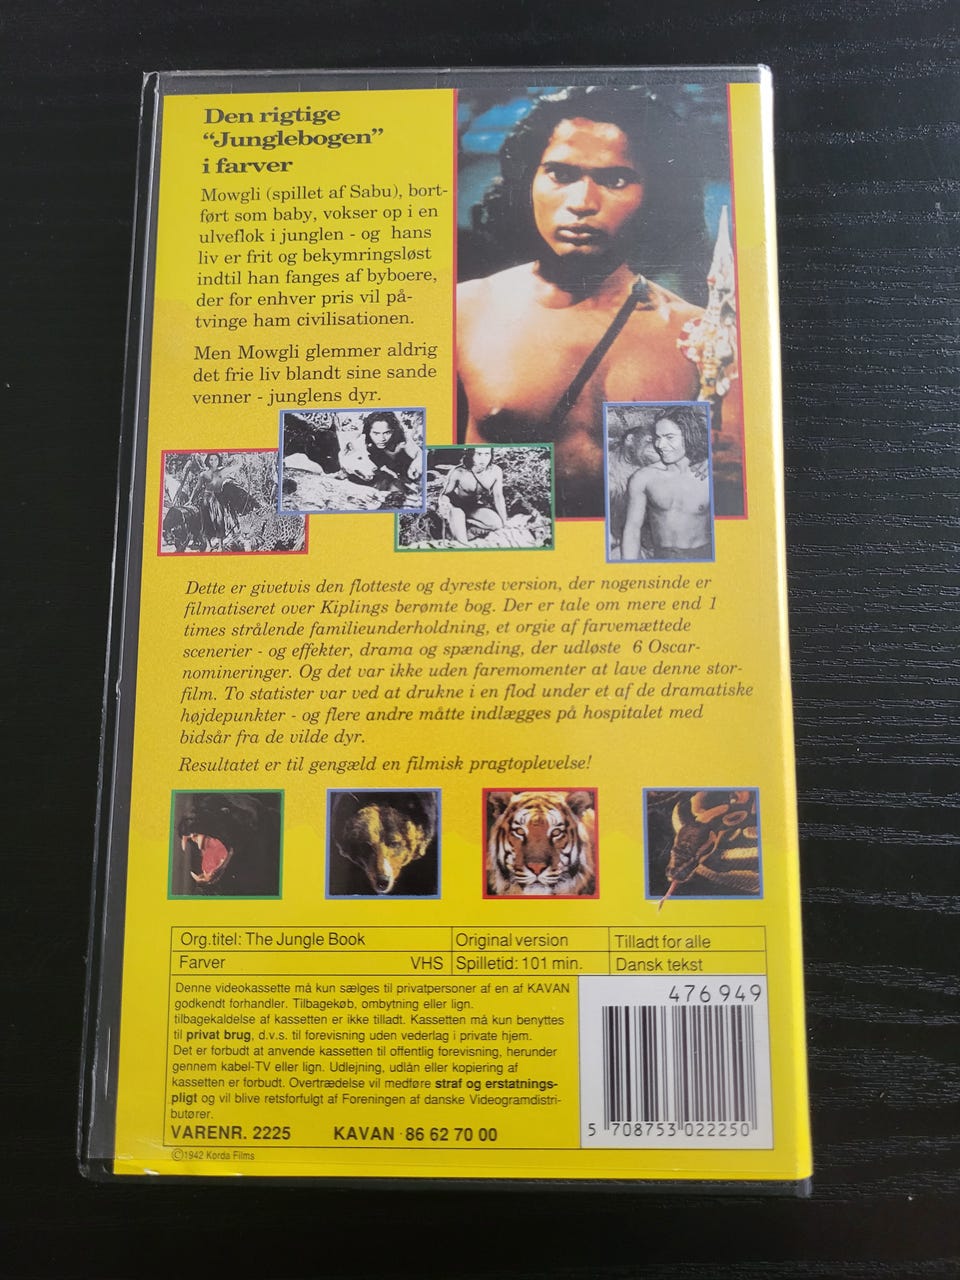 Den rigtige
“Junglebogen”
i farver
Mowgli (spillet af Sabu), bort-
ført som baby, vokser op i en
ulveflok i junglen - og hans
liv er frit og bekymringsløst
indtil han fanges af byboere,
der for enhver pris vil på-
tvinge ham civilisationen.
Men Mowgli glemmer aldrig
det frie liv blandt sine sande
venner - junglens dyr.
Dette er givetvis den flotteste og dyreste version, der nogensinde er
filmatiseret over Kiplings berømte bog. Der er tale om mere end 1
times strålende familieunderholdning, et orgie af farvemættede
scenerier - og effekter, drama og spænding, der udløste 6 Oscar-
nomineringer. Og det var ikke uden faremomenter at lave denne stor-
film. To statister var ved at drukne i en flod under et af de dramatiske
højdepunkter - og flere andre måtte indlægges på hospitalet med
bidsår fra de vilde dyr.
Resultatet er til gengæld en filmisk pragtoplevelse!
Org.titel: The Jungle Book Original version Tilladt for alle
Farver VHS Spilletid: 101 min. Dansk tekst
Denne videokassette må kun sælges til privatpersoner af en af KAVAN
godkendt forhandler. Tilbagekøb, ombytning eller lign.
tilbagekaldelse af kassetten er ikke tilladt. Kassetten må kun benyttes
til privat brug, d.v.s. til forevisning uden vederlag i private hjem.
Det er forbudt at anvende kassetten til offentlig forevisning, herunder
gennem kabel-TV eller lign. Udlejning, udlån eller kopiering af
kassetten er forbudt. Overtrædelse vil medføre straf og erstatnings-
pligt og vil blive retsforfulgt af Foreningen af danske Videogramdistri-
butører.
VARENR. 2225 KAVAN · 86 62 70 00
476949
5 708753 022250
©1942 Korda Films